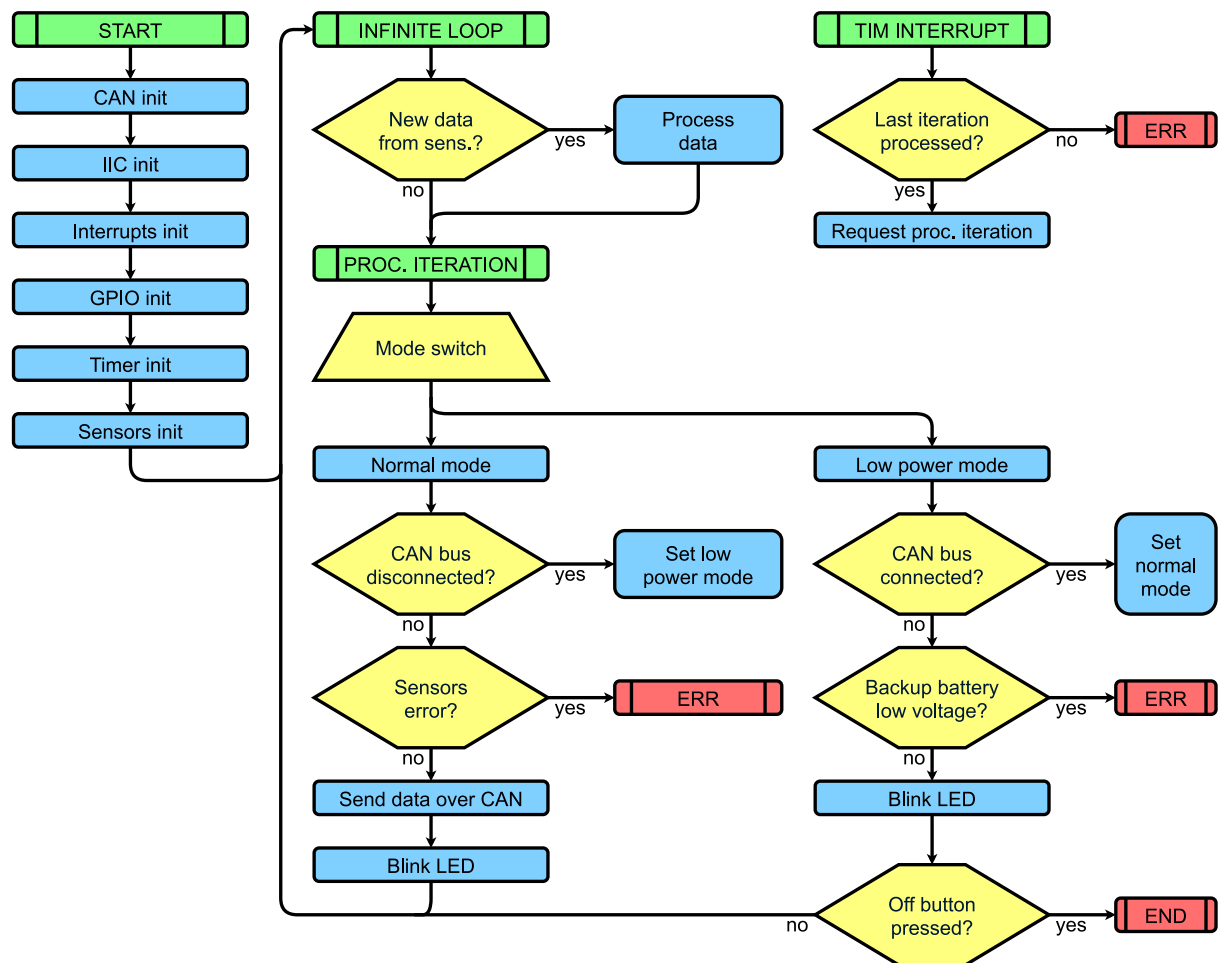 START
CAN init
IIC init
Interrupts init
GPIO init
Timer init
Sensors init
INFINITE LOOP
New data
from sens.?
yes
no
Process
data
PROC. ITERATION
Mode switch
Normal mode
CAN bus
disconnected?
yes
no
Set low
power mode
Sensors
error?
yes
no
ERR
Send data over CAN
Blink LED
TIM INTERRUPT
Last iteration
processed?
no
yes
ERR
Request proc. iteration
Low power mode
CAN bus
connected?
yes
no
Set
normal
mode
Backup battery
low voltage?
yes
no
ERR
Blink LED
Off button
pressed?
no
yes
END